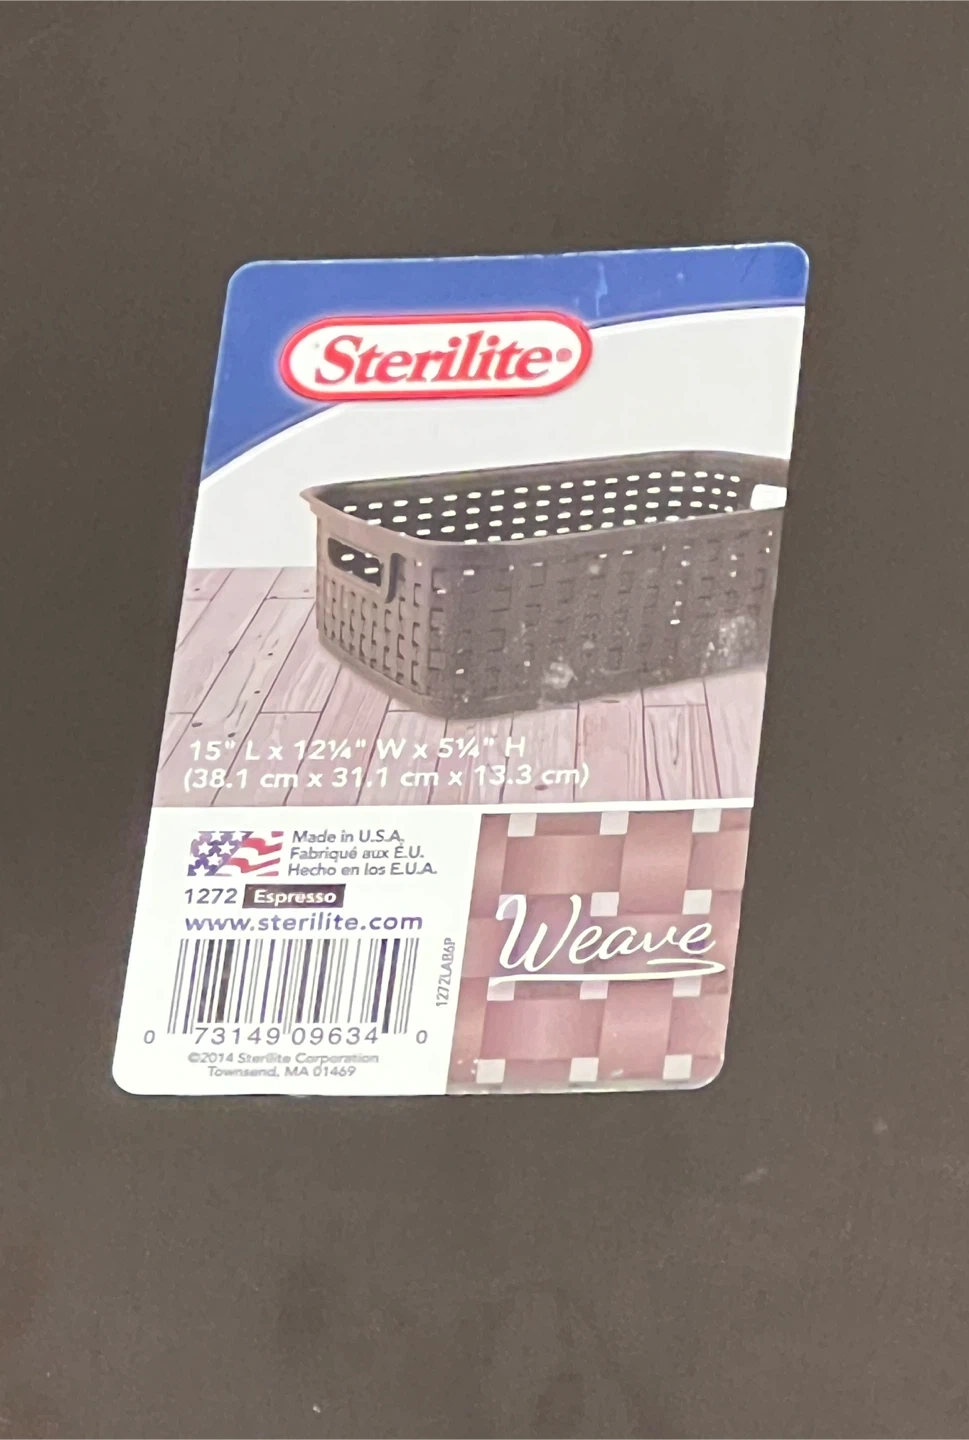 Sterilite®
15" L x 12¼" W x 5¼" H
(38.1 cm x 31.1 cm x 13.3 cm)
Made in U.S.A.
Fabriqué aux É.U.
Hecho en los E.U.A.
1272 Espresso
www.sterilite.com
1272LAB6P
0 73149 09634 0
©2014 Sterilite Corporation
Townsend, MA 01469
Weave